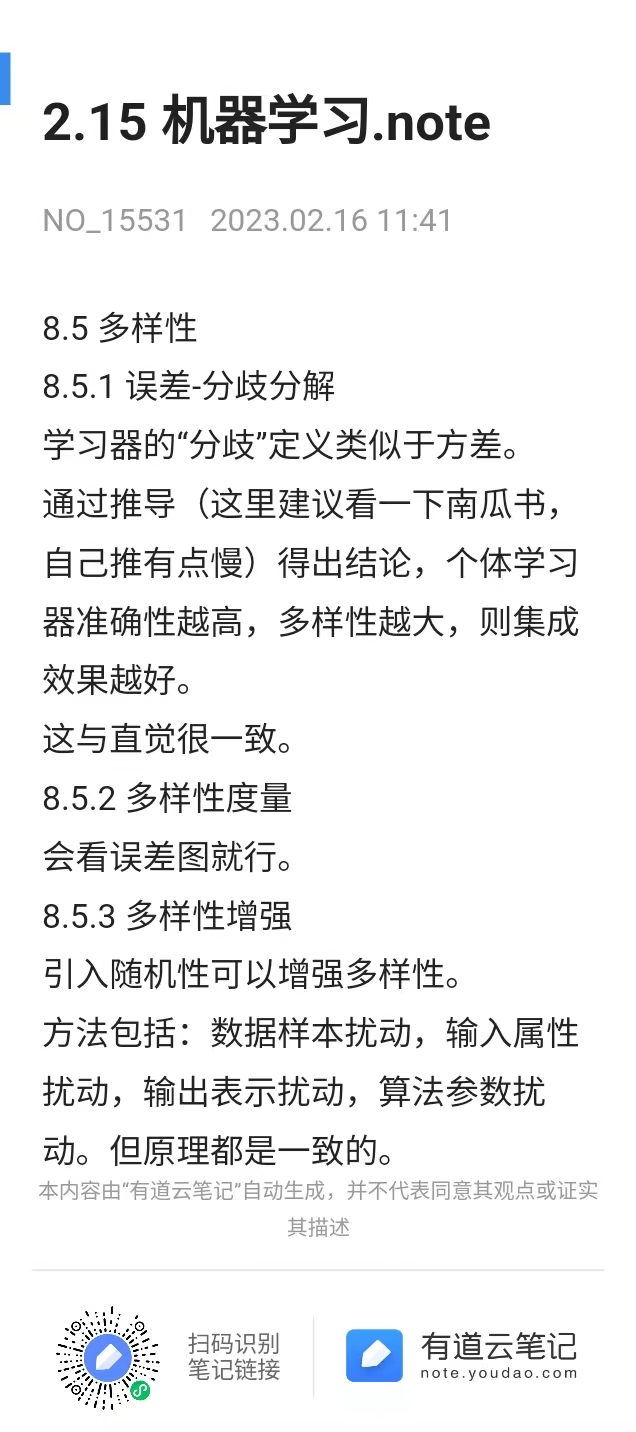 2.15 机器学习.note
NO_15531 2023.02.16 11:41
8.5 多样性
8.5.1 误差-分歧分解
学习器的“分歧”定义类似于方差。
通过推导（这里建议看一下南瓜书，
自己推有点慢）得出结论，个体学习
器准确性越高，多样性越大，则集成
效果越好。
这与直觉很一致。
8.5.2 多样性度量
会看误差图就行。
8.5.3 多样性增强
引入随机性可以增强多样性。
方法包括：数据样本扰动，输入属性
扰动，输出表示扰动，算法参数扰
动。但原理都是一致的。
本内容由“有道云笔记”自动生成，并不代表同意其观点或证实
其描述
扫码识别
笔记链接
有道云笔记
note.youdao.com